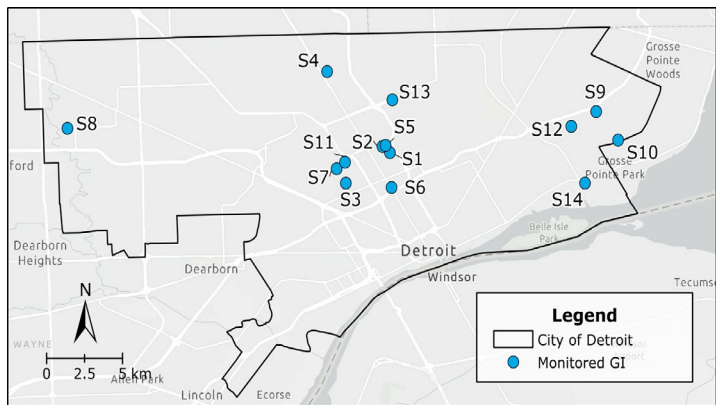 Grosse
Pointe
Woods
S4
S13
S9
S8
S12
S5
S2
S11
S1
S10
ford
Grosse
Pointe Park
S7
S6
S3
S14
Belle Isle
Park
Detroit
Dearborn
Heights
Dearborn
Windsor
Tecumse
N
Legend
City of Detroit
Monitored GI
WAYNE
0 2.5 5 km
Allen Park
Lincoln
Ecorse